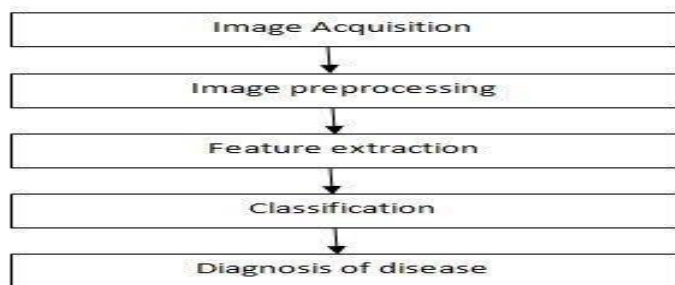 Image Acquisition
Image preprocessing
Feature extraction
Classification
Diagnosis of disease